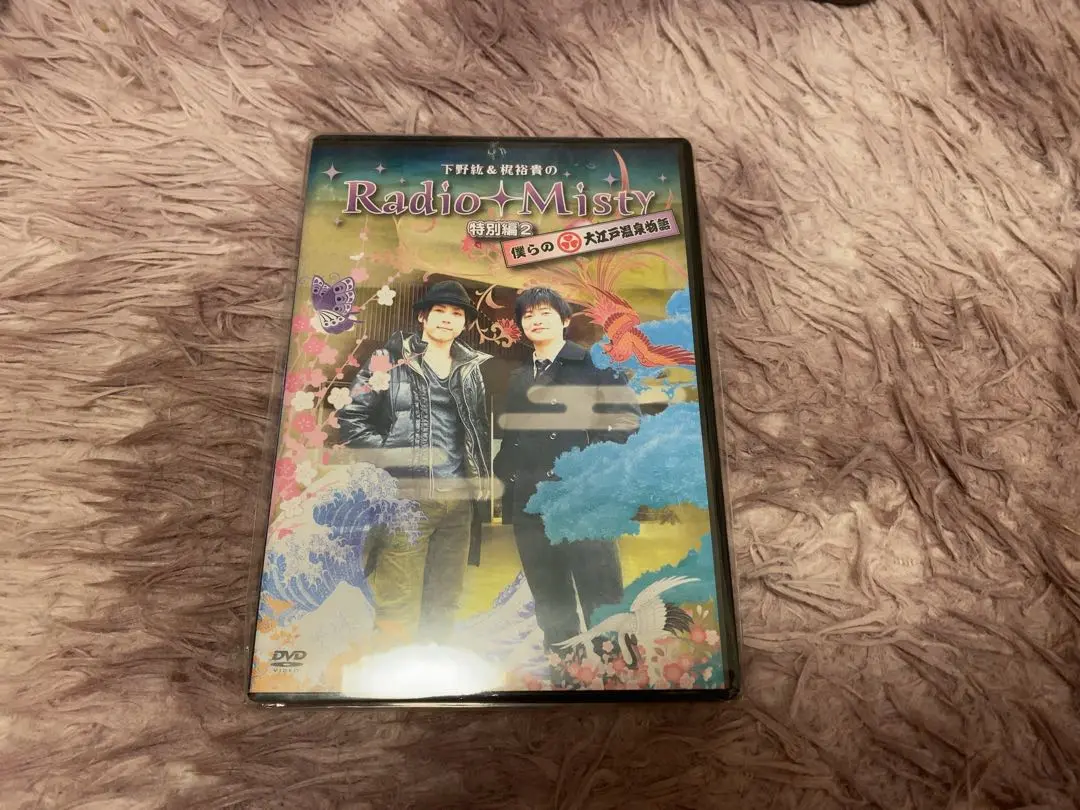 下野紘&梶裕貴の
Radio Misty
特別編2
僕らの 大江戸温泉物語
DVD
VIDEO